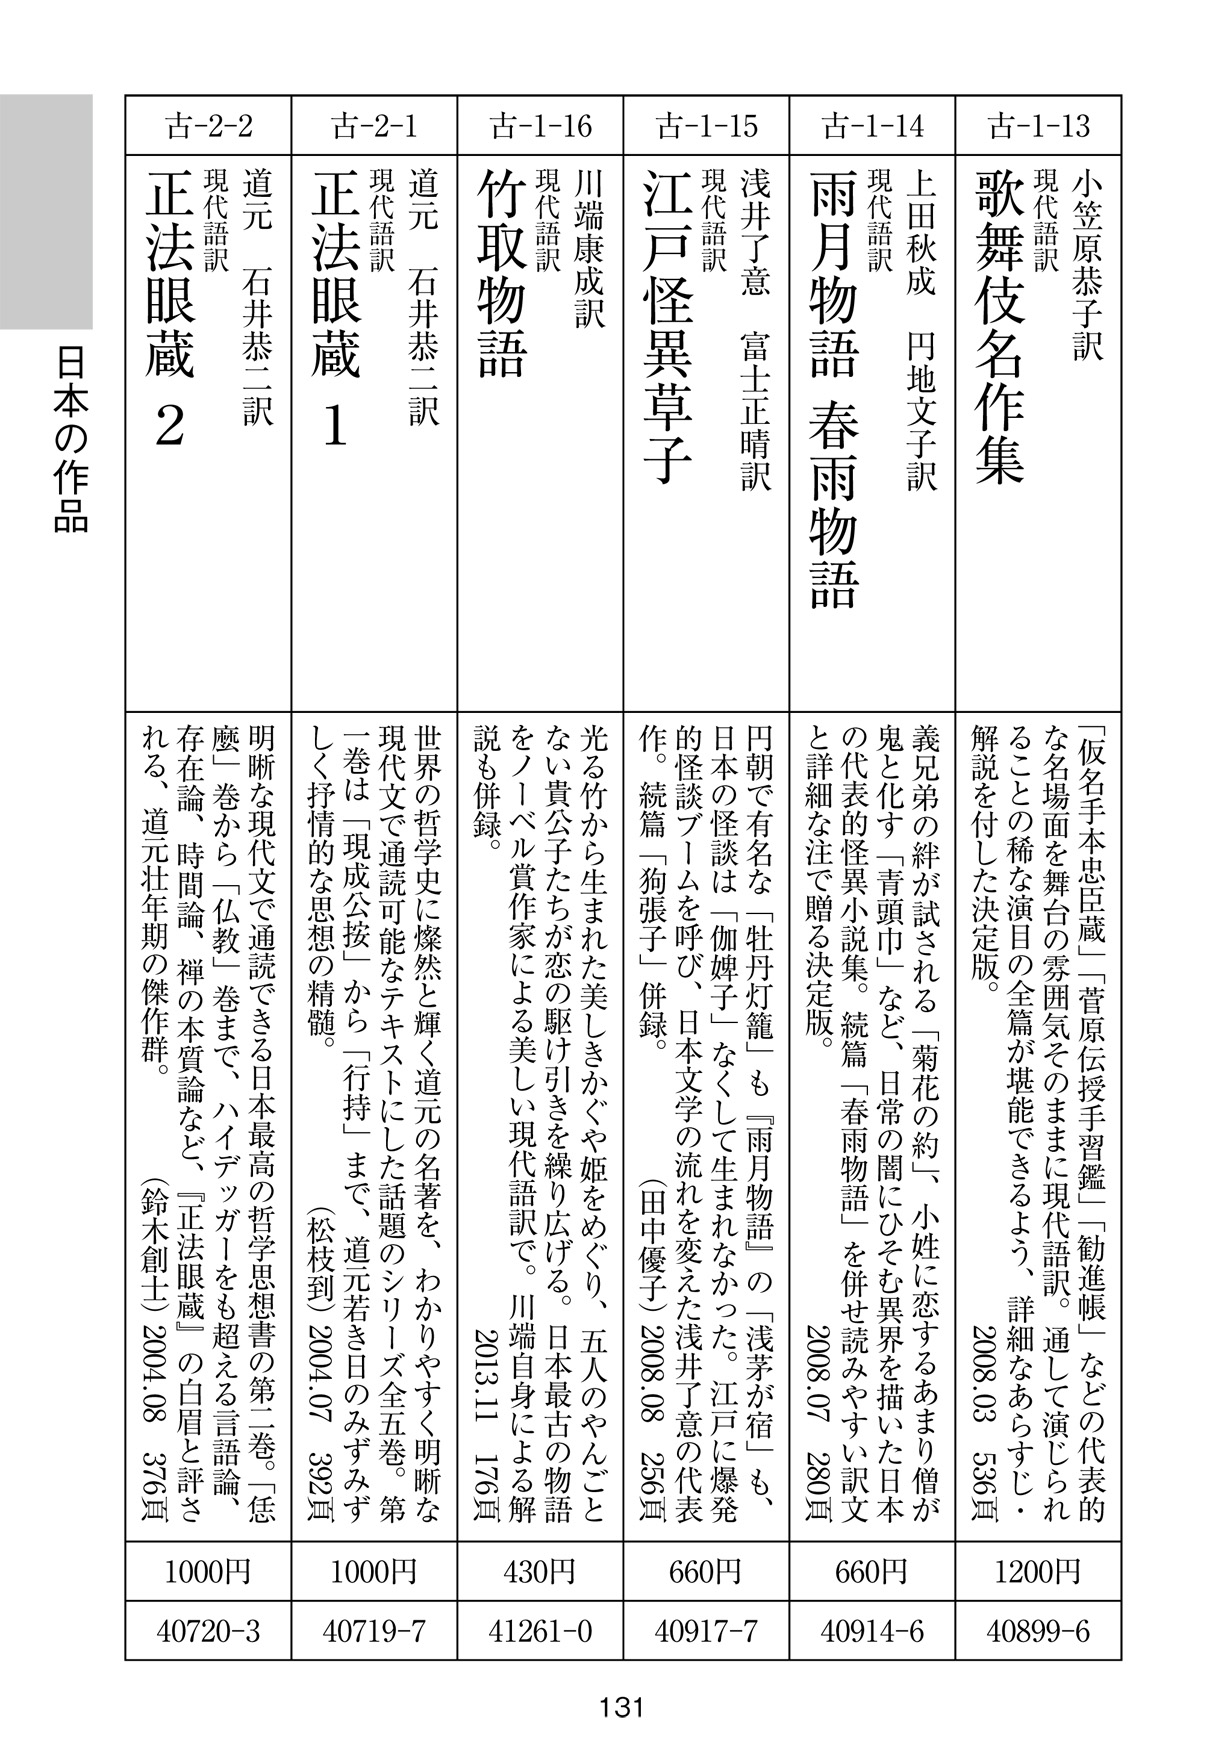 日本の作品
古-1-13
小笠原恭子訳
現代語訳
歌舞伎名作集
「仮名手本忠臣蔵」「菅原伝授手習鑑」「勧進帳」などの代表的
な名場面を舞台の雰囲気そのままに現代語訳。通して演じられ
ることの稀な演目の全篇が堪能できるよう、詳細なあらすじ・
解説を付した決定版。 2008.03 536頁
1200円
40899-6
古-1-14
上田秋成 円地文子訳
現代語訳
雨月物語 春雨物語
義兄弟の絆が試される「菊花の約」、小姓に恋するあまり僧が
鬼と化す「青頭巾」など、日常の闇にひそむ異界を描いた日本
の代表的怪異小説集。続篇「春雨物語」を併せ読みやすい訳文
と詳細な注で贈る決定版。 2008.07 280頁
660円
40914-6
古-1-15
浅井了意 富士正晴訳
現代語訳
江戸怪異草子
円朝で有名な「牡丹灯籠」も『雨月物語』の「浅茅が宿」も、
日本の怪談は「伽婢子」なくして生まれなかった。江戸に爆発
的怪談ブームを呼び、日本文学の流れを変えた浅井了意の代表
作。続篇「狗張子」併録。 (田中優子) 2008.08 256頁
660円
40917-7
古-1-16
川端康成訳
現代語訳
竹取物語
光る竹から生まれた美しきかぐや姫をめぐり、五人のやんごと
ない貴公子たちが恋の駆け引きを繰り広げる。日本最古の物語
をノーベル賞作家による美しい現代語訳で。川端自身による解
説も併録。 2013.11 176頁
430円
41261-0
古-2-1
道元 石井恭二訳
現代語訳
正法眼蔵 1
世界の哲学史に燦然と輝く道元の名著を、わかりやすく明晰な
現代文で通読可能なテキストにした話題のシリーズ全五巻。第
一巻は「現成公按」から「行持」まで、道元若き日のみずみず
しく抒情的な思想の精髄。 (松枝到) 2004.07 392頁
1000円
40719-7
古-2-2
道元 石井恭二訳
現代語訳
正法眼蔵 2
明晰な現代文で通読できる日本最高の哲学思想書の第二巻。「恁
麼」巻から「仏教」巻まで、ハイデッガーをも超える言語論、
存在論、時間論、禅の本質論など、『正法眼蔵』の白眉と評さ
れる、道元壮年期の傑作群。 (鈴木創士) 2004.08 376頁
1000円
40720-3
131